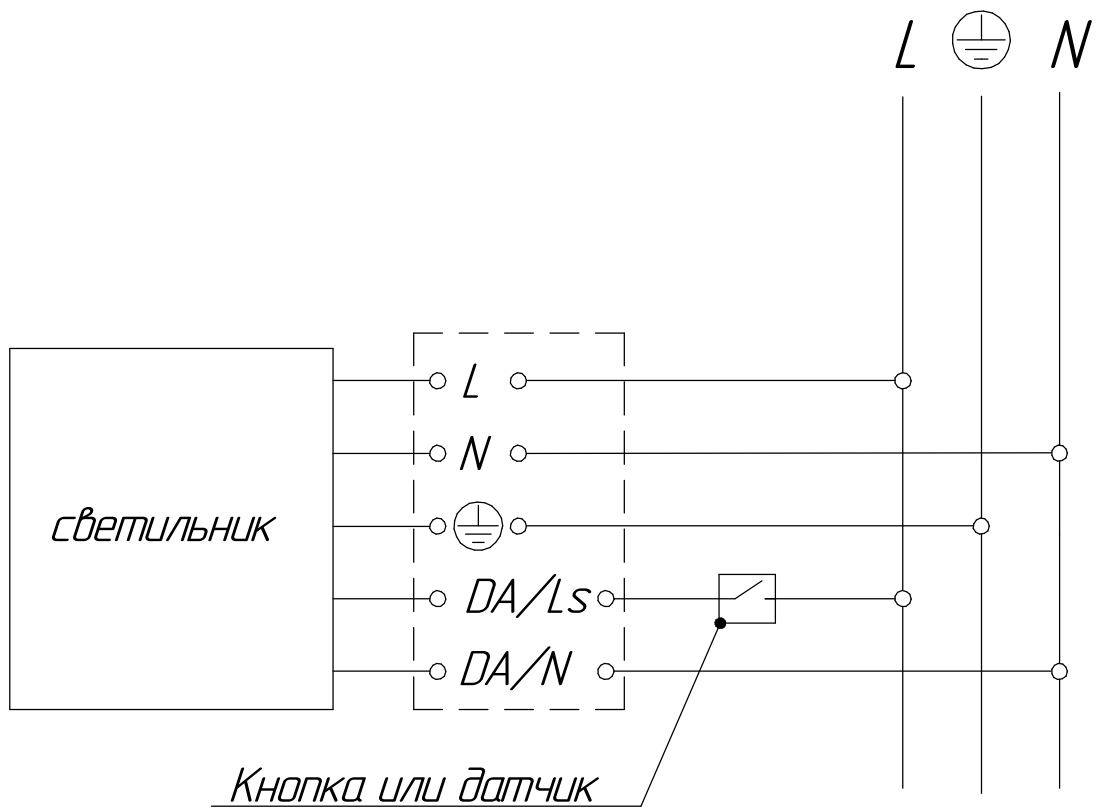 L N
L
N
светильник
DA/Ls
DA/N
Кнопка или датчик